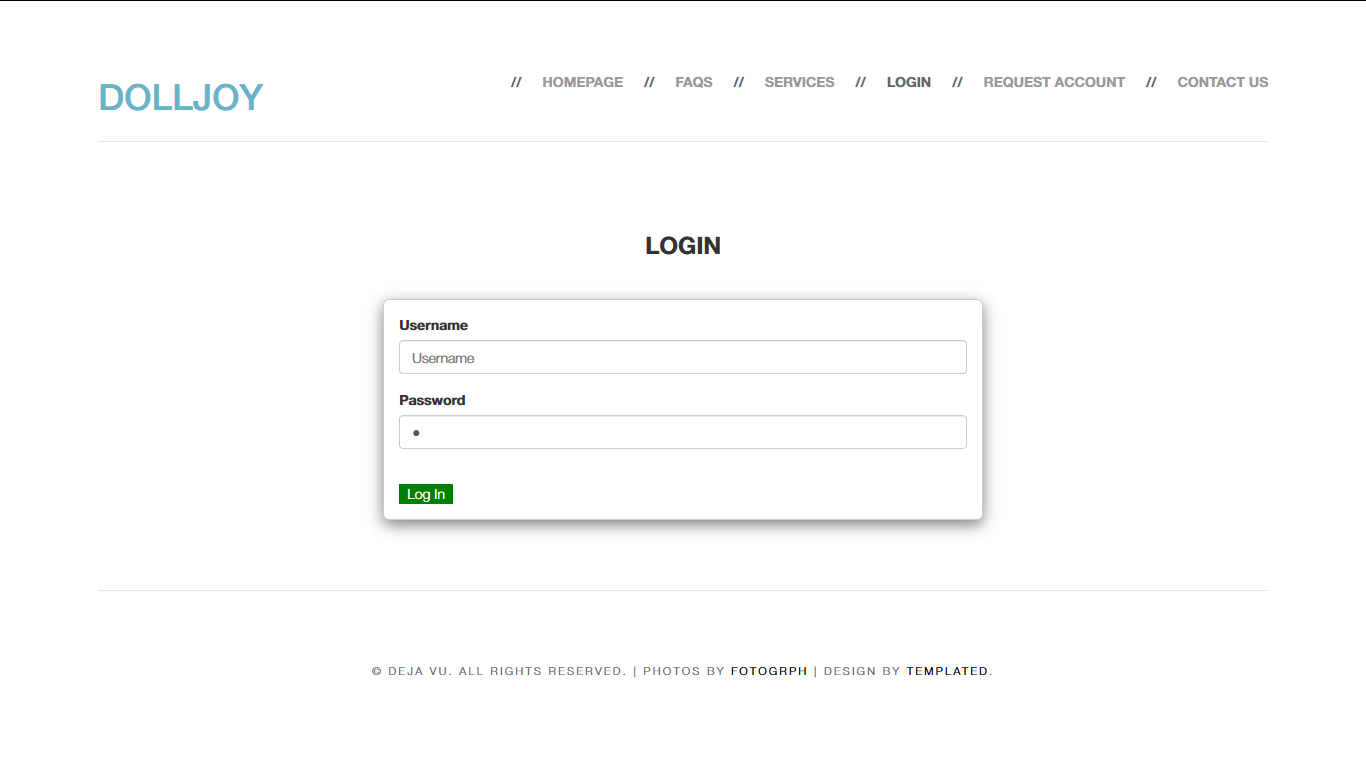 DOLLJOY
// HOMEPAGE // FAQS // SERVICES // LOGIN // REQUEST ACCOUNT // CONTACT US
LOGIN
Username
Username
Password
•
Log In
© DEJA VU. ALL RIGHTS RESERVED. | PHOTOS BY FOTOGRPH | DESIGN BY TEMPLATED.